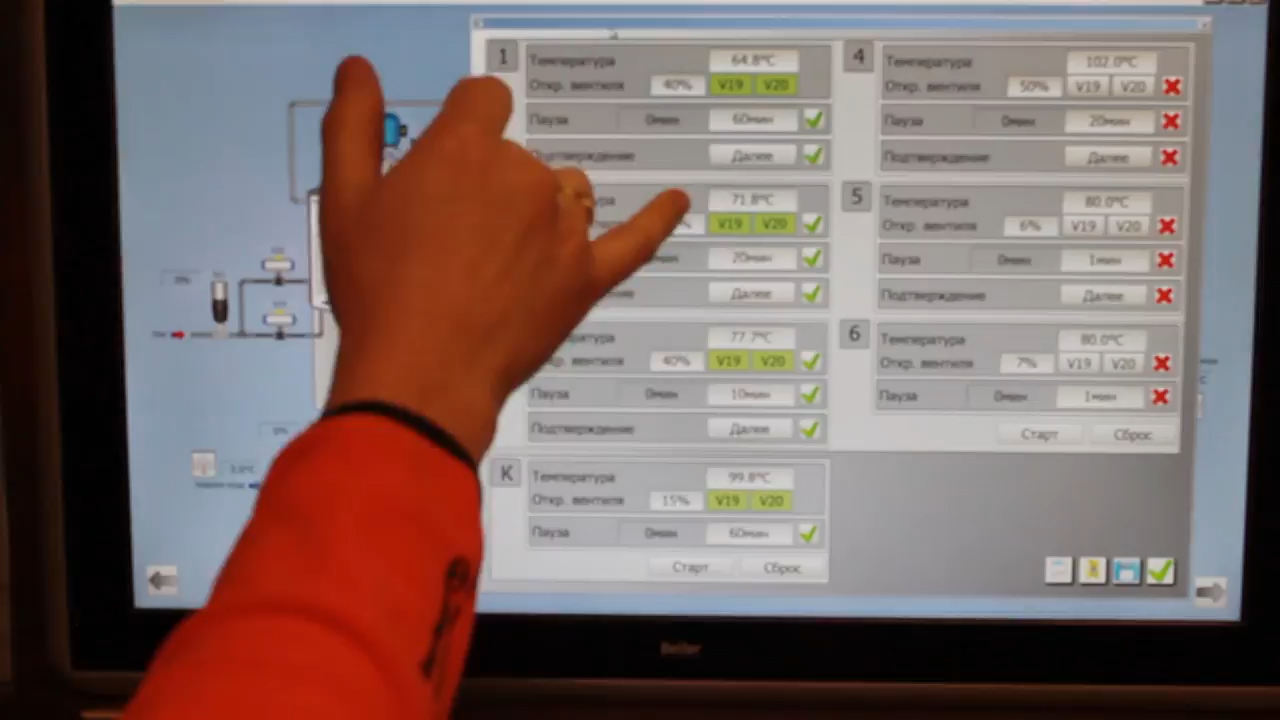 1
Температура 64.8°C
Откр. вентиля 40% V19 V20
Пауза 0мин 60мин
Далее
71.8°C
V19 V20
20мин
Далее
77.7°C
40% V19 V20
Пауза 0мин 10мин
Подтверждение Далее
K
Температура 99.8°C
Откр. вентиля 15% V19 V20
Пауза 0мин 60мин
Старт Сброс
4
Температура 102.0°C
Откр. вентиля 50% V19 V20
Пауза 0мин 20мин
Подтверждение Далее
5
Температура 80.0°C
Откр. вентиля 6% V19 V20
Пауза 0мин 1мин
Подтверждение Далее
6
Температура 80.0°C
Откр. вентиля 7% V19 V20
Пауза 0мин 1мин
Старт Сброс